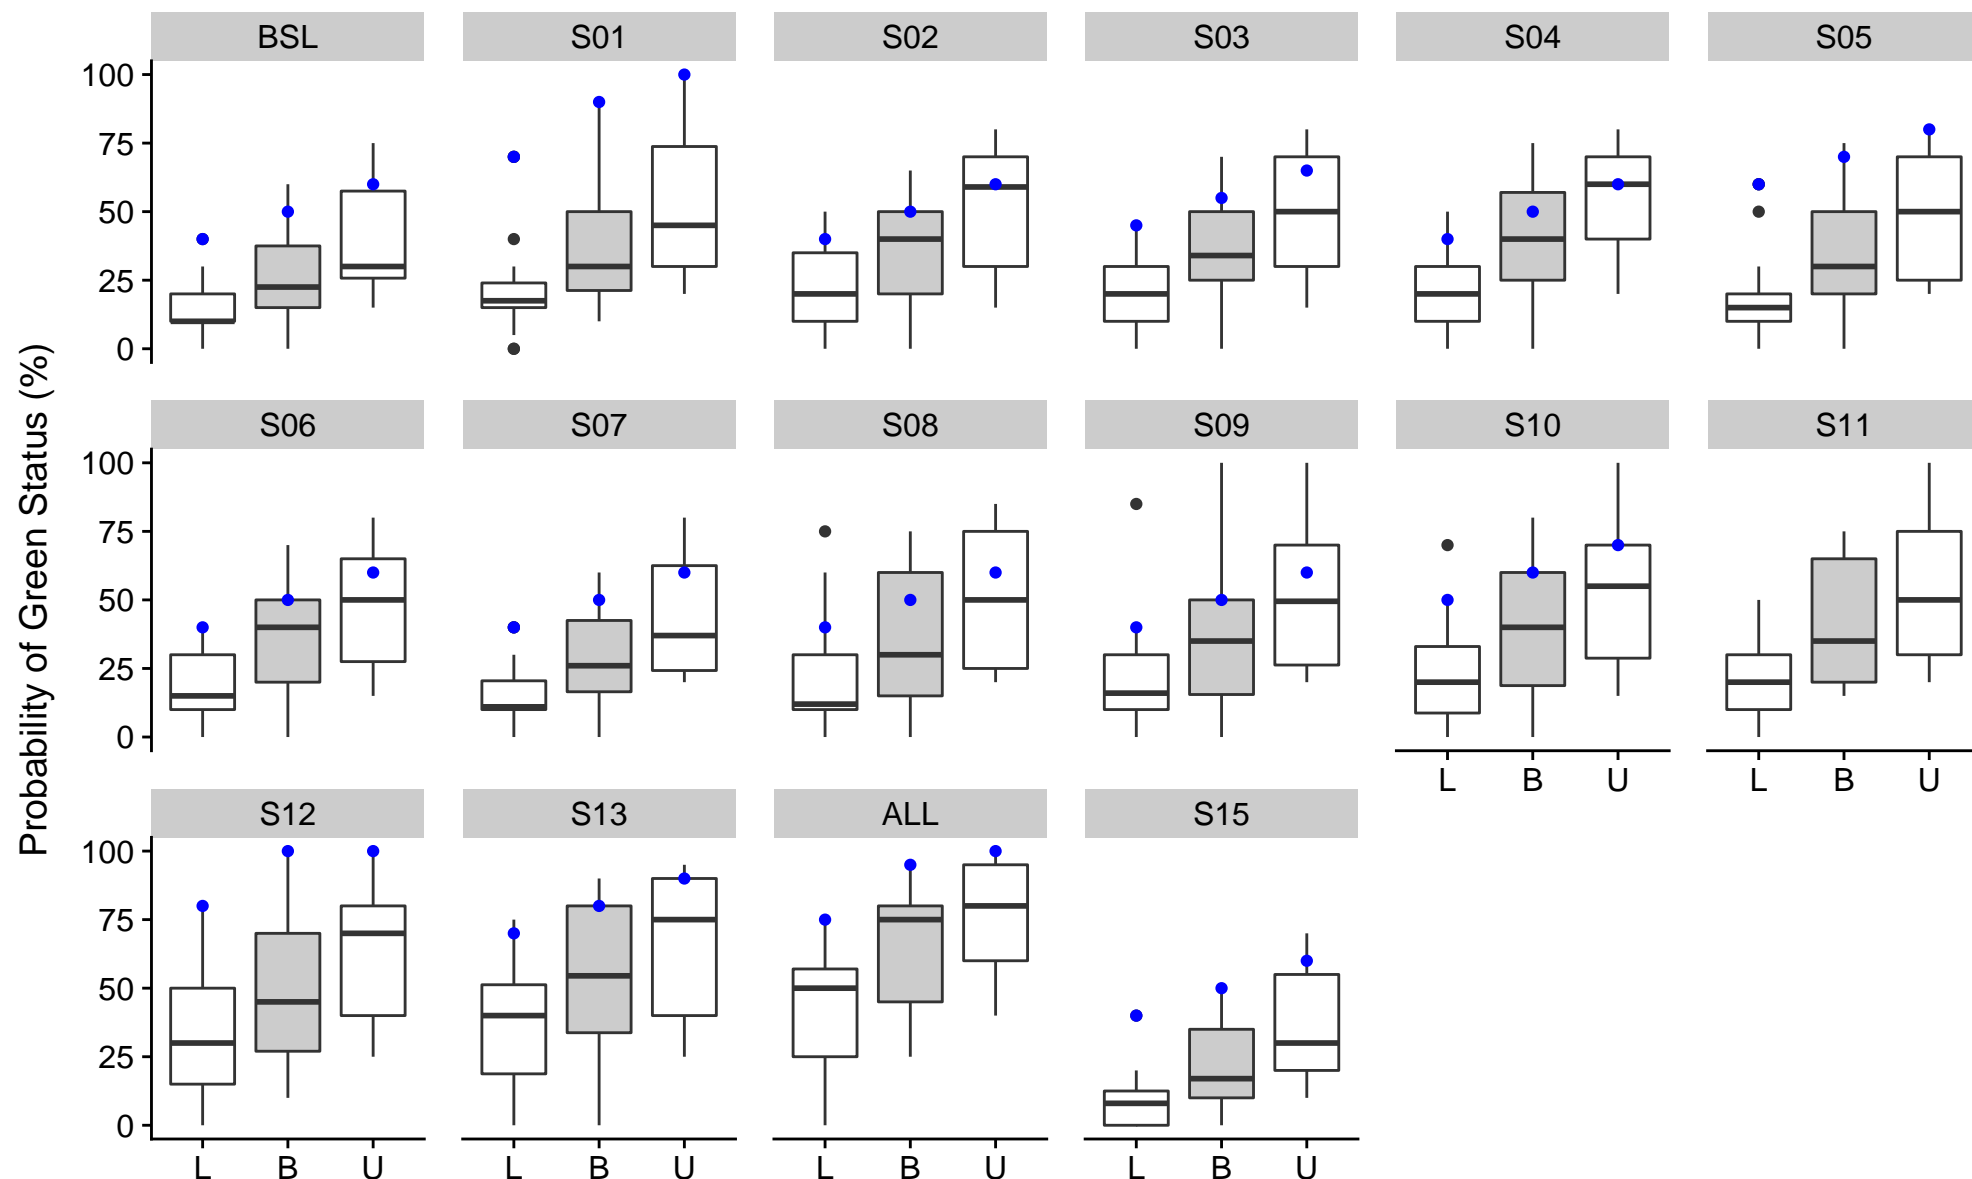 BSL S01 S02 S03 S04 S05
100
75
50
25
0
Probability of Green Status (%)
S06 S07 S08 S09 S10 S11
100
75
50
25
0
L B U L B U
S12 S13 ALL S15
100
75
50
25
0
L B U L B U L B U L B U